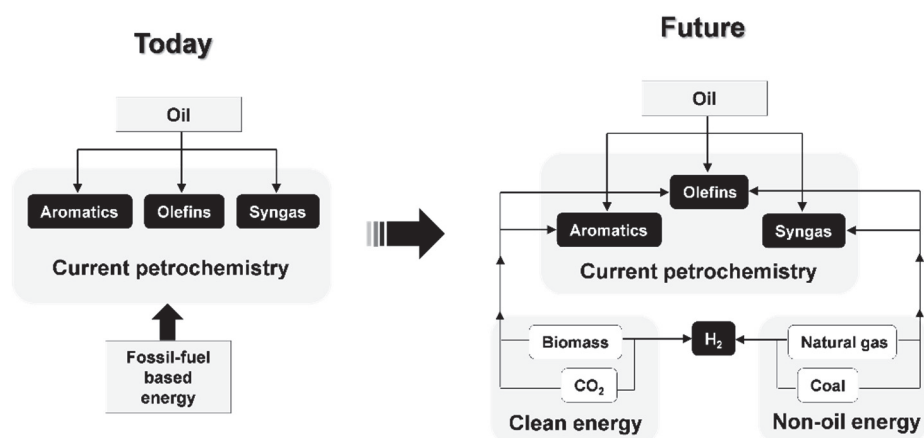 Today
Oil
Aromatics Olefins Syngas
Current petrochemistry
Fossil-fuel
based
energy
Future
Oil
Olefins
Aromatics Syngas
Current petrochemistry
Biomass H₂ Natural gas
CO₂ Coal
Clean energy Non-oil energy